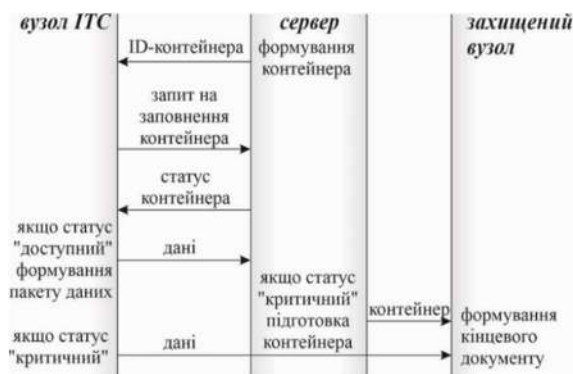 вузол ІТС
сервер
захищений
вузол
ID-контейнера
формування
контейнера
запит на
заповнення
контейнера
статус
контейнера
якщо статус
"доступний"
формування
пакету даних
дані
якщо статус
"критичний"
підготовка
контейнера
контейнер
формування
кінцевого
документу
якщо статус
"критичний"
дані